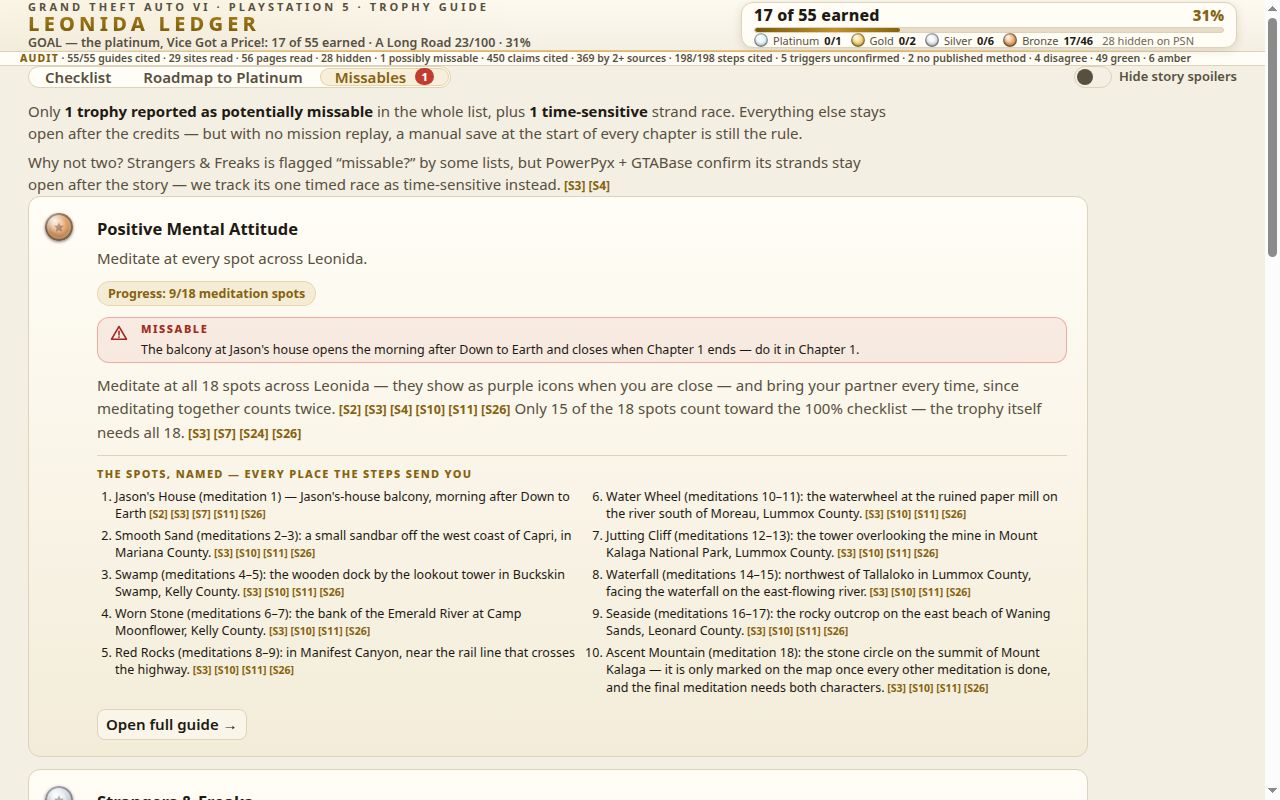 GRAND THEFT AUTO VI · PLAYSTATION 5 · TROPHY GUIDE
LEONIDA LEDGER
GOAL — the platinum, Vice Got a Price!: 17 of 55 earned · A Long Road 23/100 · 31%
17 of 55 earned 31%
Platinum 0/1 Gold 0/2 Silver 0/6 Bronze 17/46 28 hidden on PSN
AUDIT · 55/55 guides cited · 29 sites read · 56 pages read · 28 hidden · 1 possibly missable · 450 claims cited · 369 by 2+ sources · 198/198 steps cited · 5 triggers unconfirmed · 2 no published method · 4 disagree · 49 green · 6 amber
Checklist Roadmap to Platinum Missables 1
Hide story spoilers
Only 1 trophy reported as potentially missable in the whole list, plus 1 time-sensitive strand race. Everything else stays
open after the credits — but with no mission replay, a manual save at the start of every chapter is still the rule.
Why not two? Strangers & Freaks is flagged “missable?” by some lists, but PowerPyx + GTABase confirm its strands stay
open after the story — we track its one timed race as time-sensitive instead. [S3] [S4]
Positive Mental Attitude
Meditate at every spot across Leonida.
Progress: 9/18 meditation spots
MISSABLE
The balcony at Jason's house opens the morning after Down to Earth and closes when Chapter 1 ends — do it in Chapter 1.
Meditate at all 18 spots across Leonida — they show as purple icons when you are close — and bring your partner every time, since
meditating together counts twice. [S2] [S3] [S4] [S10] [S11] [S26] Only 15 of the 18 spots count toward the 100% checklist — the trophy itself
needs all 18. [S3] [S7] [S24] [S26]
THE SPOTS, NAMED — EVERY PLACE THE STEPS SEND YOU
1. Jason's House (meditation 1) — Jason's-house balcony, morning after Down to
Earth [S2] [S3] [S7] [S11] [S26]
2. Smooth Sand (meditations 2–3): a small sandbar off the west coast of Capri, in
Mariana County. [S3] [S10] [S11] [S26]
3. Swamp (meditations 4–5): the wooden dock by the lookout tower in Buckskin
Swamp, Kelly County. [S3] [S10] [S11] [S26]
4. Worn Stone (meditations 6–7): the bank of the Emerald River at Camp
Moonflower, Kelly County. [S3] [S10] [S11] [S26]
5. Red Rocks (meditations 8–9): in Manifest Canyon, near the rail line that crosses
the highway. [S3] [S10] [S11] [S26]
6. Water Wheel (meditations 10–11): the waterwheel at the ruined paper mill on
the river south of Moreau, Lummox County. [S3] [S10] [S11] [S26]
7. Jutting Cliff (meditations 12–13): the tower overlooking the mine in Mount
Kalaga National Park, Lummox County. [S3] [S10] [S11] [S26]
8. Waterfall (meditations 14–15): northwest of Tallaloko in Lummox County,
facing the waterfall on the east-flowing river. [S3] [S10] [S11] [S26]
9. Seaside (meditations 16–17): the rocky outcrop on the east beach of Waning
Sands, Leonard County. [S3] [S10] [S11] [S26]
10. Ascent Mountain (meditation 18): the stone circle on the summit of Mount
Kalaga — it is only marked on the map once every other meditation is done,
and the final meditation needs both characters. [S3] [S10] [S11] [S26]
Open full guide →
Strangers & Freaks